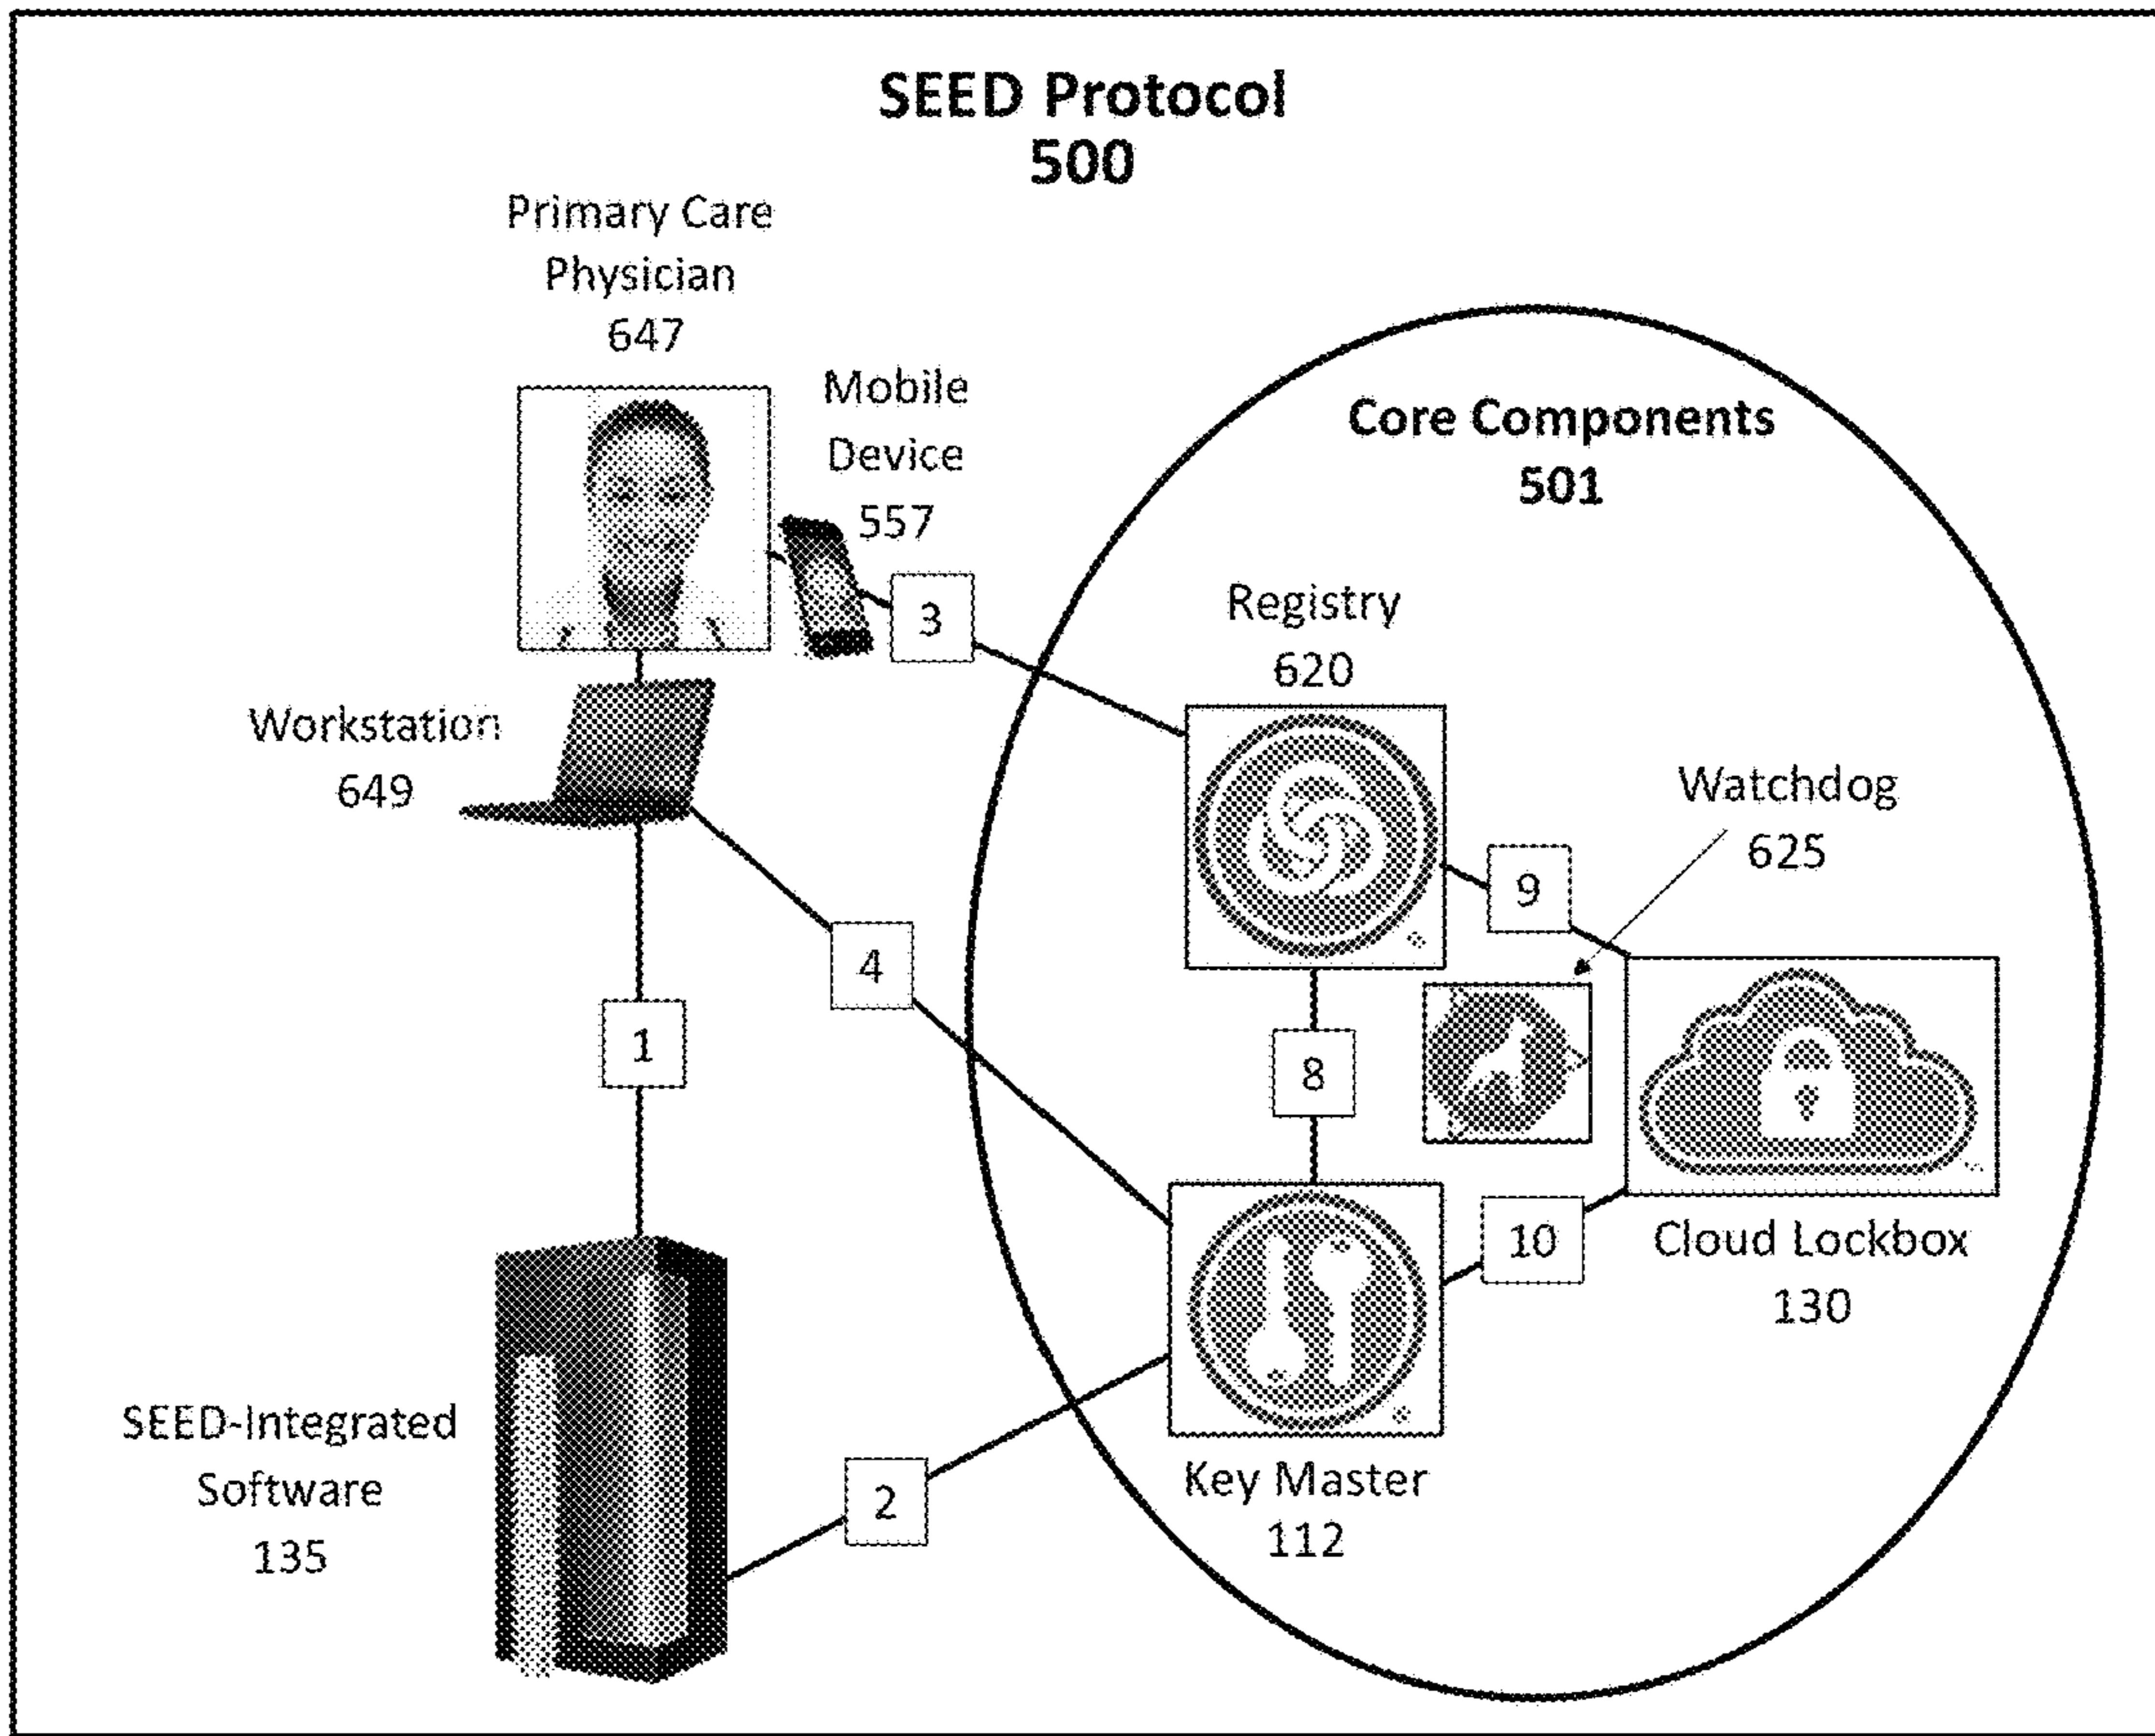 SEED Protocol
500
Primary Care
Physician
647
Mobile
Device
557
3
Workstation
649
4
1
SEED-Integrated
Software
135
2
Core Components
501
Registry
620
Watchdog
625
9
8
10
Cloud Lockbox
130
Key Master
112